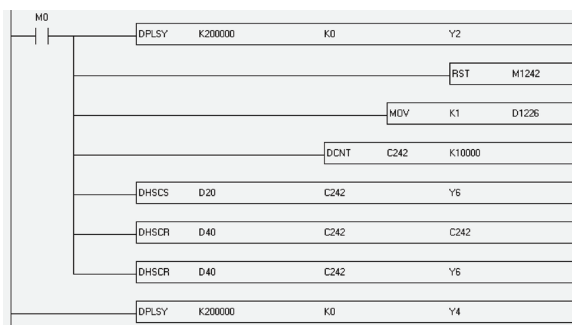 M0
DPLSY K200000 K0 Y2
RST M1242
MOV K1 D1226
DCNT C242 K10000
DHSCS D20 C242 Y6
DHSCR D40 C242 C242
DHSCR D40 C242 Y6
DPLSY K200000 K0 Y4